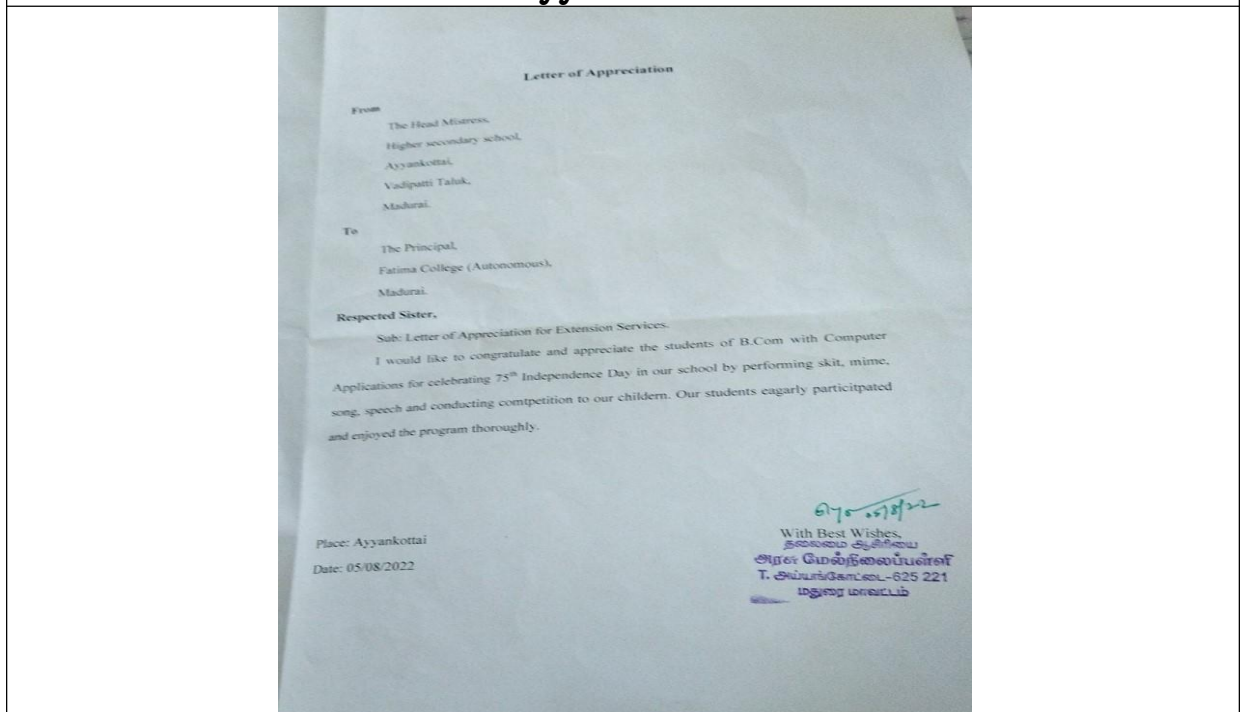 Letter of Appreciation
From
The Head Mistress,
Higher secondary school,
Ayyankottai,
Vadipatti Taluk,
Madurai.
To
The Principal,
Fatima College (Autonomous),
Madurai.
Respected Sister,
Sub: Letter of Appreciation for Extension Services.
I would like to congratulate and appreciate the students of B.Com with Computer
Applications for celebrating 75th Independence Day in our school by performing skit, mime,
song, speech and conducting comtpetition to our childern. Our students eagarly particitpated
and enjoyed the program thoroughly.
05/8/22
With Best Wishes,
Place: Ayyankottai
Date: 05/08/2022
தலைமை ஆசிரியை
அரசு மேல்நிலைப்பள்ளி
T. அய்யங்கோட்டை-625 221
மதுரை மாவட்டம்